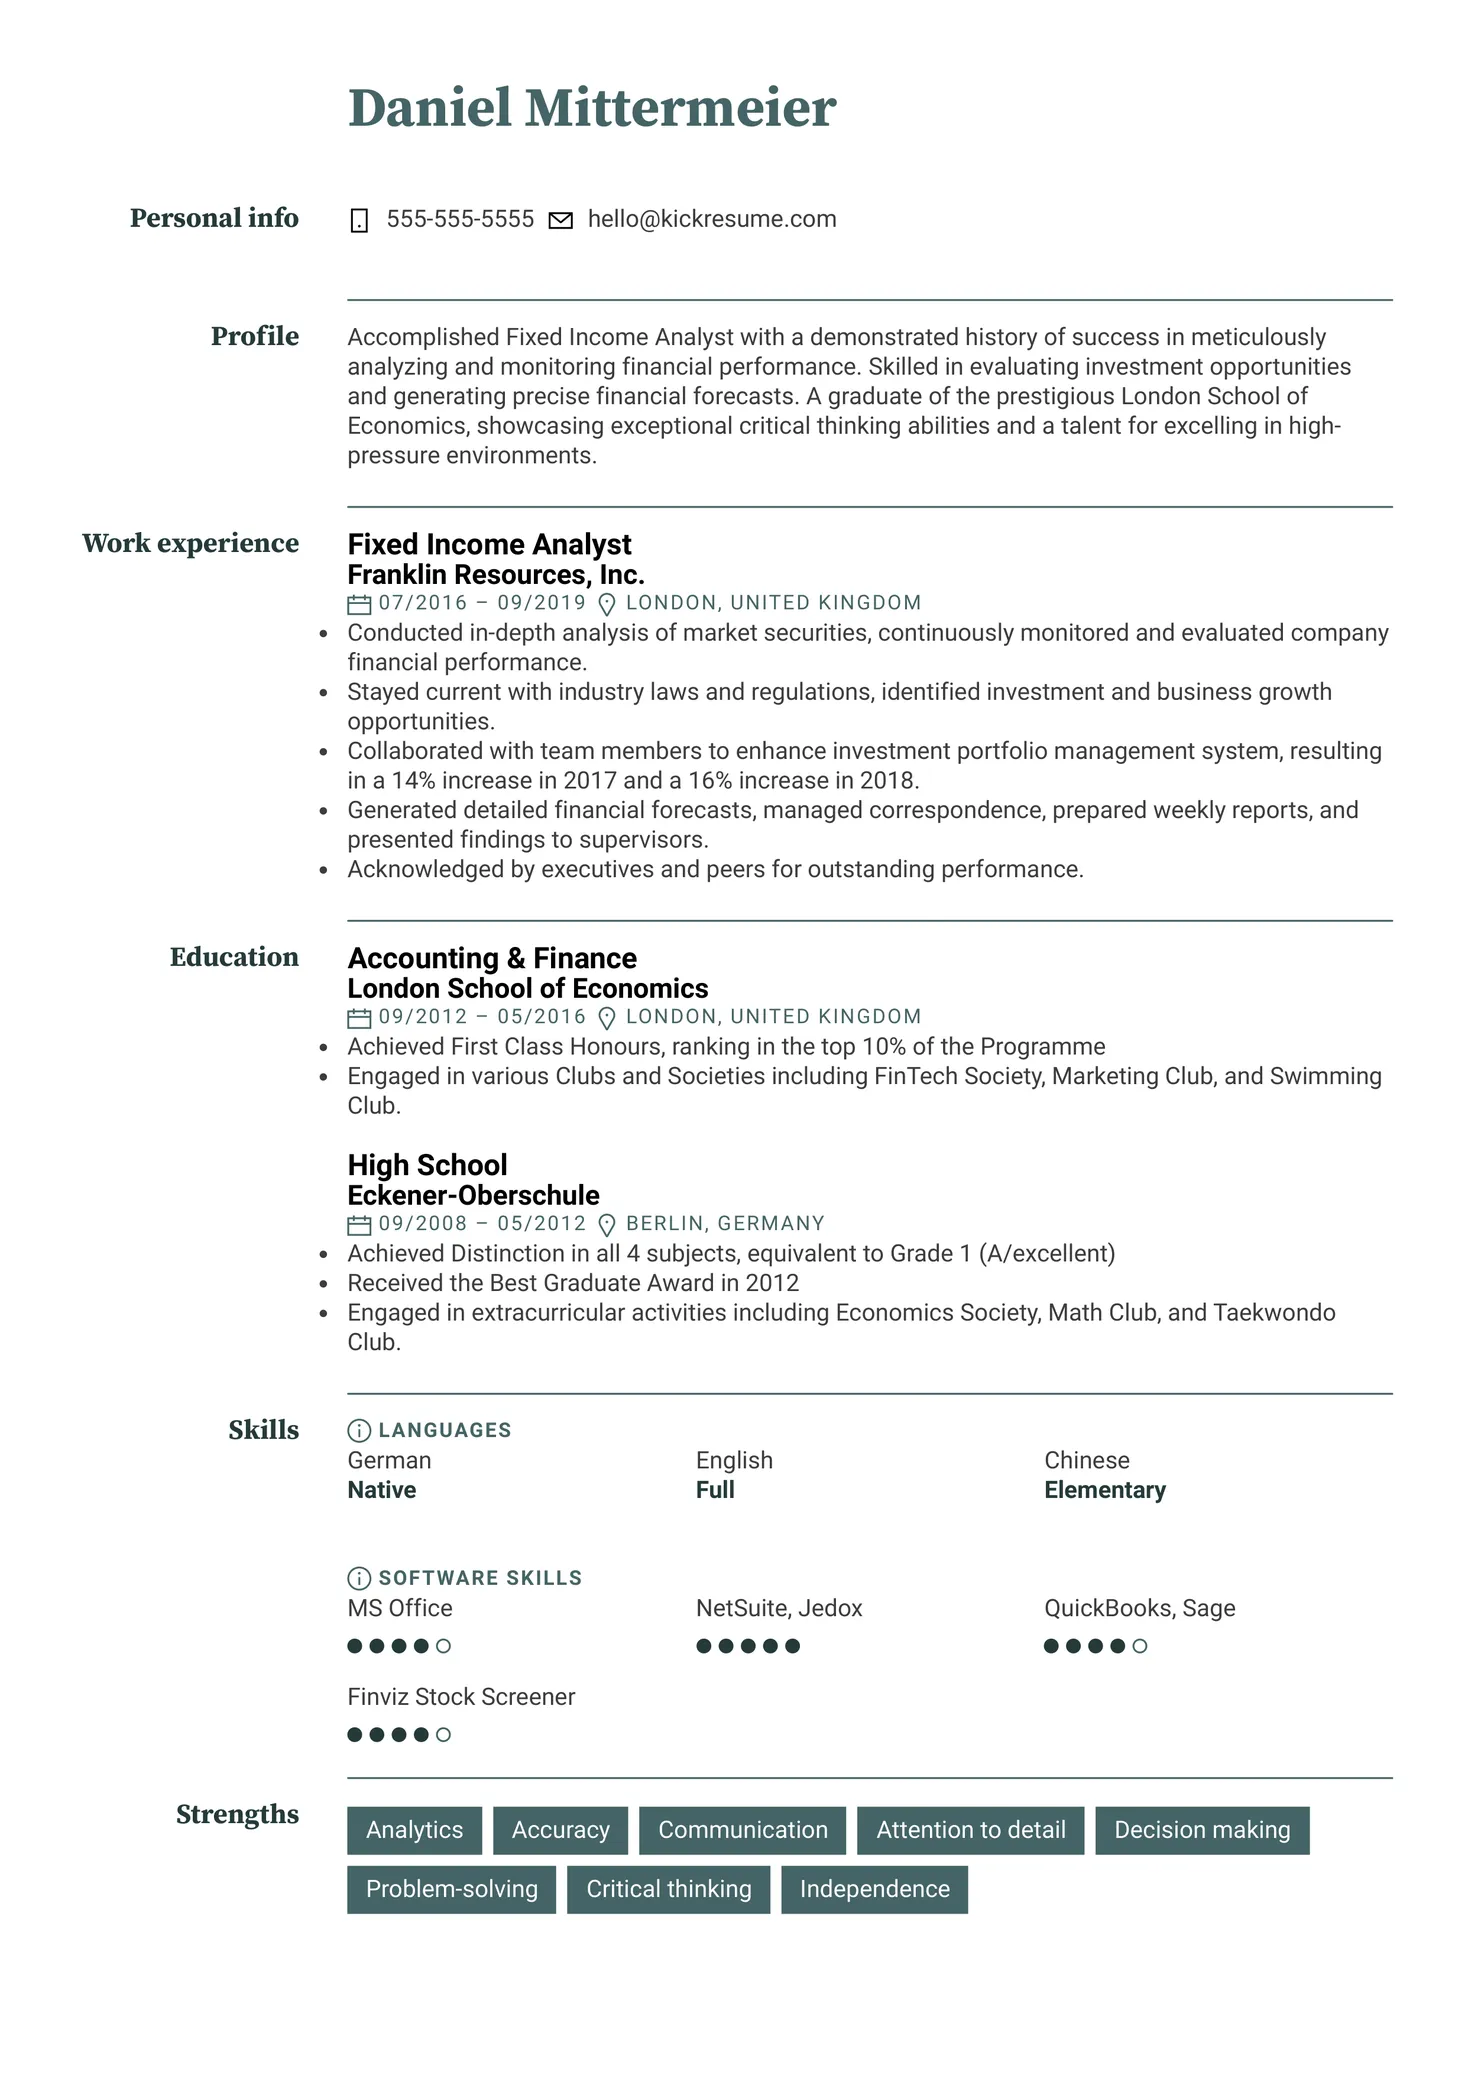 Daniel Mittermeier
Personal info
555-555-5555 hello@kickresume.com
Profile
Accomplished Fixed Income Analyst with a demonstrated history of success in meticulously
analyzing and monitoring financial performance. Skilled in evaluating investment opportunities
and generating precise financial forecasts. A graduate of the prestigious London School of
Economics, showcasing exceptional critical thinking abilities and a talent for excelling in high-
pressure environments.
Work experience
Fixed Income Analyst
Franklin Resources, Inc.
07/2016 – 09/2019 LONDON, UNITED KINGDOM
• Conducted in-depth analysis of market securities, continuously monitored and evaluated company
financial performance.
• Stayed current with industry laws and regulations, identified investment and business growth
opportunities.
• Collaborated with team members to enhance investment portfolio management system, resulting
in a 14% increase in 2017 and a 16% increase in 2018.
• Generated detailed financial forecasts, managed correspondence, prepared weekly reports, and
presented findings to supervisors.
• Acknowledged by executives and peers for outstanding performance.
Education
Accounting & Finance
London School of Economics
09/2012 – 05/2016 LONDON, UNITED KINGDOM
• Achieved First Class Honours, ranking in the top 10% of the Programme
• Engaged in various Clubs and Societies including FinTech Society, Marketing Club, and Swimming
Club.
High School
Eckener-Oberschule
09/2008 – 05/2012 BERLIN, GERMANY
• Achieved Distinction in all 4 subjects, equivalent to Grade 1 (A/excellent)
• Received the Best Graduate Award in 2012
• Engaged in extracurricular activities including Economics Society, Math Club, and Taekwondo
Club.
Skills
LANGUAGES
German English Chinese
Native Full Elementary
SOFTWARE SKILLS
MS Office NetSuite, Jedox QuickBooks, Sage
Finviz Stock Screener
Strengths
Analytics Accuracy Communication Attention to detail Decision making
Problem-solving Critical thinking Independence